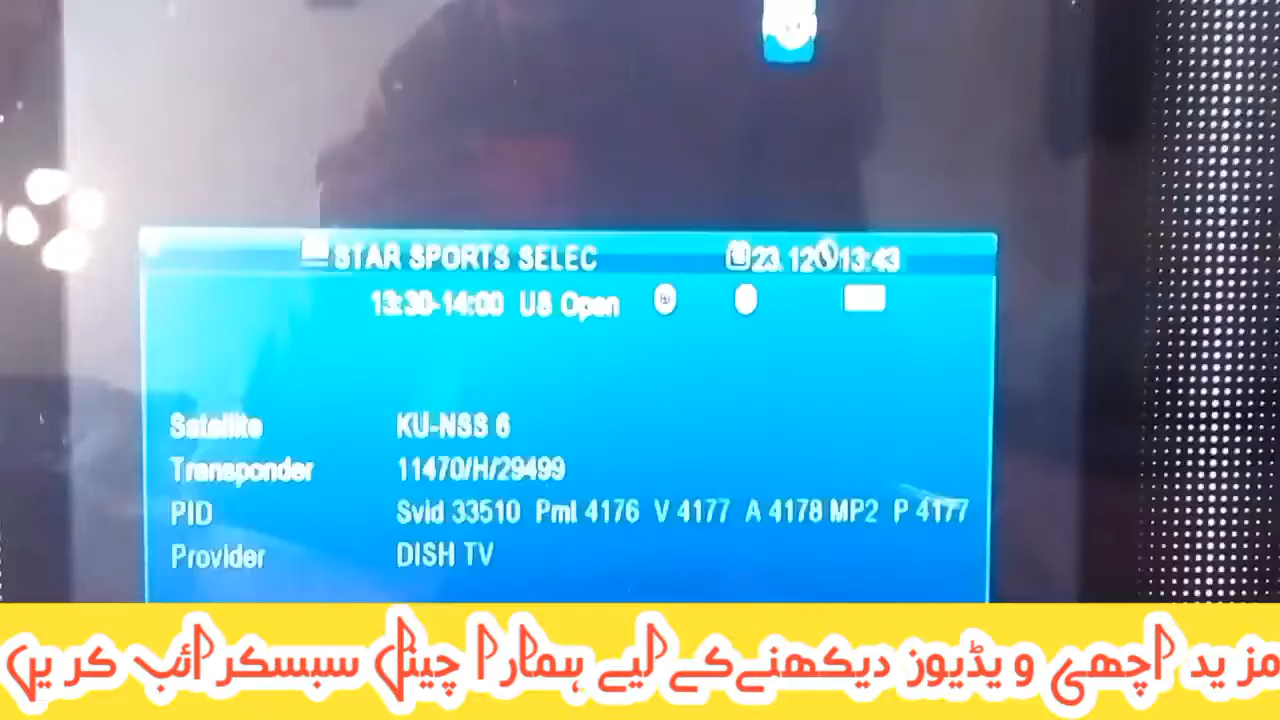 STAR SPORTS SELEC 23.12 13:43
13:30-14:00 US Open
Satellite KU-NSS 6
Transponder 11470/H/29499
PID Svid 33510 Pmt 4176 V 4177 A 4178 MP2 P 4177
Provider DISH TV
مزید اچھی ویڈیوز دیکھنے کے لیے ہمارا چینل سبسکرائب کریں